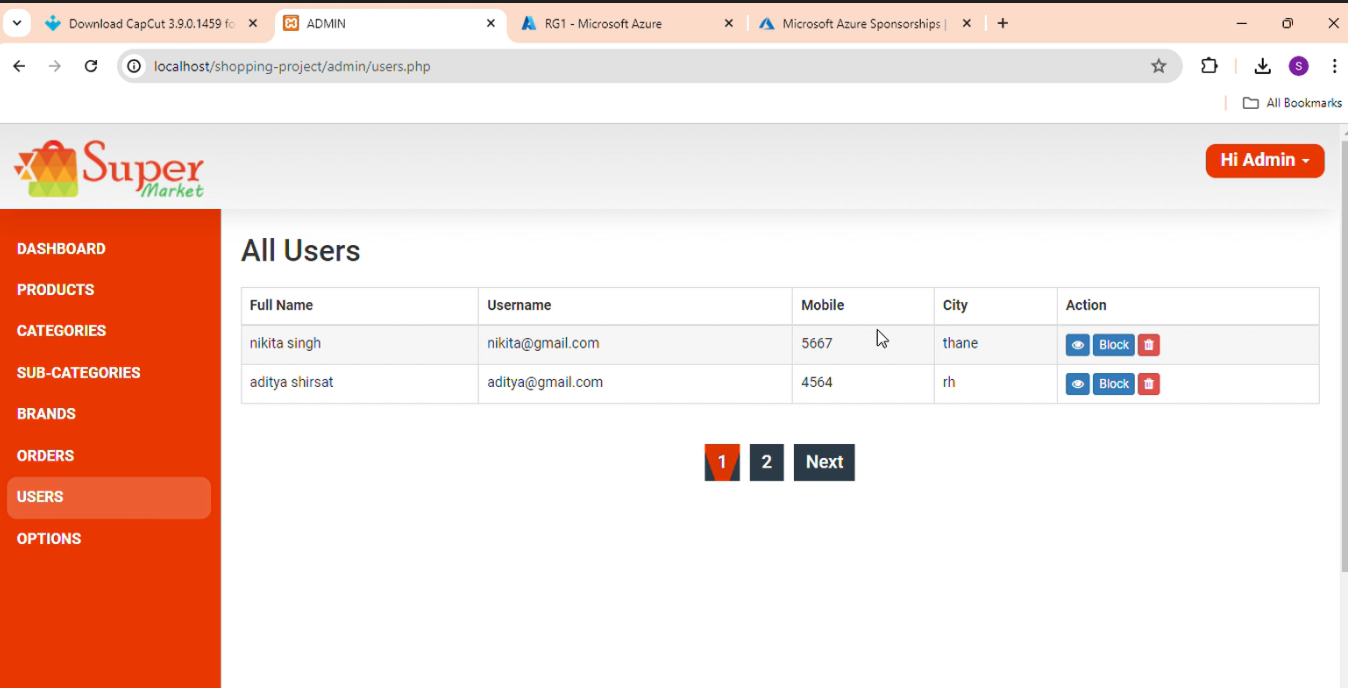 Download CapCut 3.9.0.1459 fo
ADMIN
RG1 - Microsoft Azure
Microsoft Azure Sponsorships |
localhost/shopping-project/admin/users.php
S
All Bookmarks
Super
Market
Hi Admin
DASHBOARD
PRODUCTS
CATEGORIES
SUB-CATEGORIES
BRANDS
ORDERS
USERS
OPTIONS
All Users
Full Name Username Mobile City Action
nikita singh nikita@gmail.com 5667 thane Block
aditya shirsat aditya@gmail.com 4564 rh Block
1 2 Next